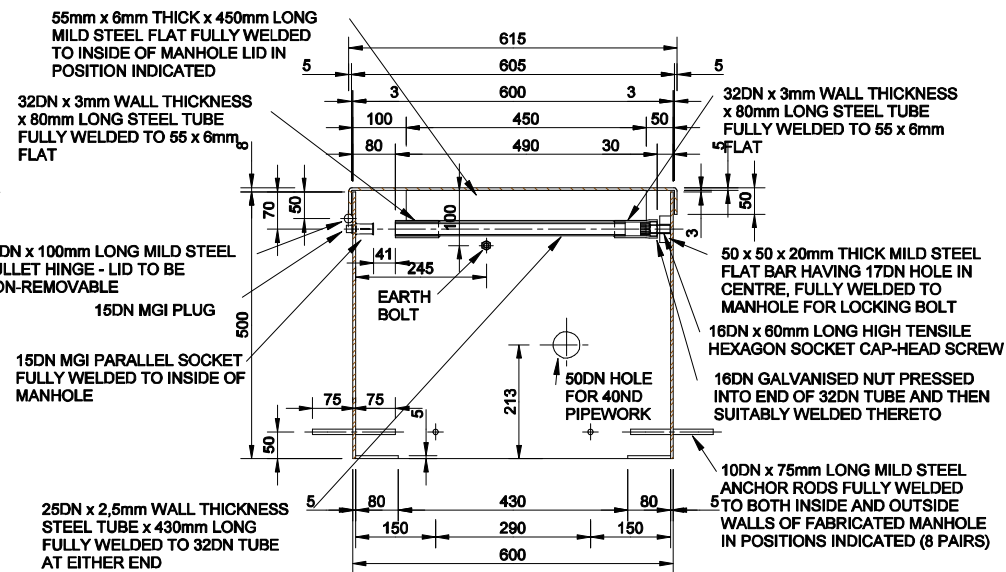 55mm x 6mm THICK x 450mm LONG
MILD STEEL FLAT FULLY WELDED
TO INSIDE OF MANHOLE LID IN
POSITION INDICATED
615
5
605
5
3
600
3
32DN x 3mm WALL THICKNESS
x 80mm LONG STEEL TUBE
FULLY WELDED TO 55 x 6mm
FLAT
32DN x 3mm WALL THICKNESS
x 80mm LONG STEEL TUBE
FULLY WELDED TO 55 x 6mm
FLAT
100
450
50
80
490
30
8
5
70
50
100
50
3
DN x 100mm LONG MILD STEEL
ULLET HINGE - LID TO BE
ON-REMOVABLE
41
245
50 x 50 x 20mm THICK MILD STEEL
FLAT BAR HAVING 17DN HOLE IN
CENTRE, FULLY WELDED TO
MANHOLE FOR LOCKING BOLT
EARTH
BOLT
15DN MGI PLUG
500
16DN x 60mm LONG HIGH TENSILE
HEXAGON SOCKET CAP-HEAD SCREW
15DN MGI PARALLEL SOCKET
FULLY WELDED TO INSIDE OF
MANHOLE
50DN HOLE
FOR 40ND
PIPEWORK
16DN GALVANISED NUT PRESSED
INTO END OF 32DN TUBE AND THEN
SUITABLY WELDED THERETO
213
75
75
5
50
10DN x 75mm LONG MILD STEEL
ANCHOR RODS FULLY WELDED
TO BOTH INSIDE AND OUTSIDE
WALLS OF FABRICATED MANHOLE
IN POSITIONS INDICATED (8 PAIRS)
25DN x 2,5mm WALL THICKNESS
STEEL TUBE x 430mm LONG
FULLY WELDED TO 32DN TUBE
AT EITHER END
5
80
430
80
5
150
290
150
600